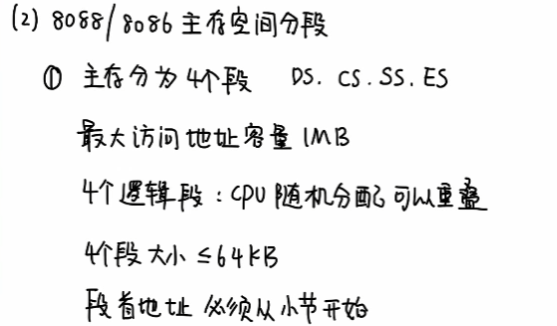 (2) 8088/8086 主存空间分段
① 主存分为4个段 DS. CS. SS. ES
最大访问地址容量 1MB
4个逻辑段：CPU随机分配 可以重叠
4个段大小 ≤64KB
段首地址 必须从小节开始